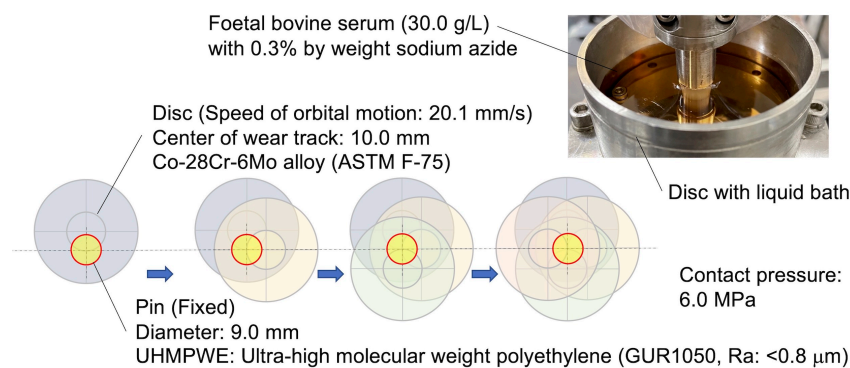 Foetal bovine serum (30.0 g/L)
with 0.3% by weight sodium azide
Disc (Speed of orbital motion: 20.1 mm/s)
Center of wear track: 10.0 mm
Co-28Cr-6Mo alloy (ASTM F-75)
Disc with liquid bath
Contact pressure:
6.0 MPa
Pin (Fixed)
Diameter: 9.0 mm
UHMPWE: Ultra-high molecular weight polyethylene (GUR1050, Ra: <0.8 μm)